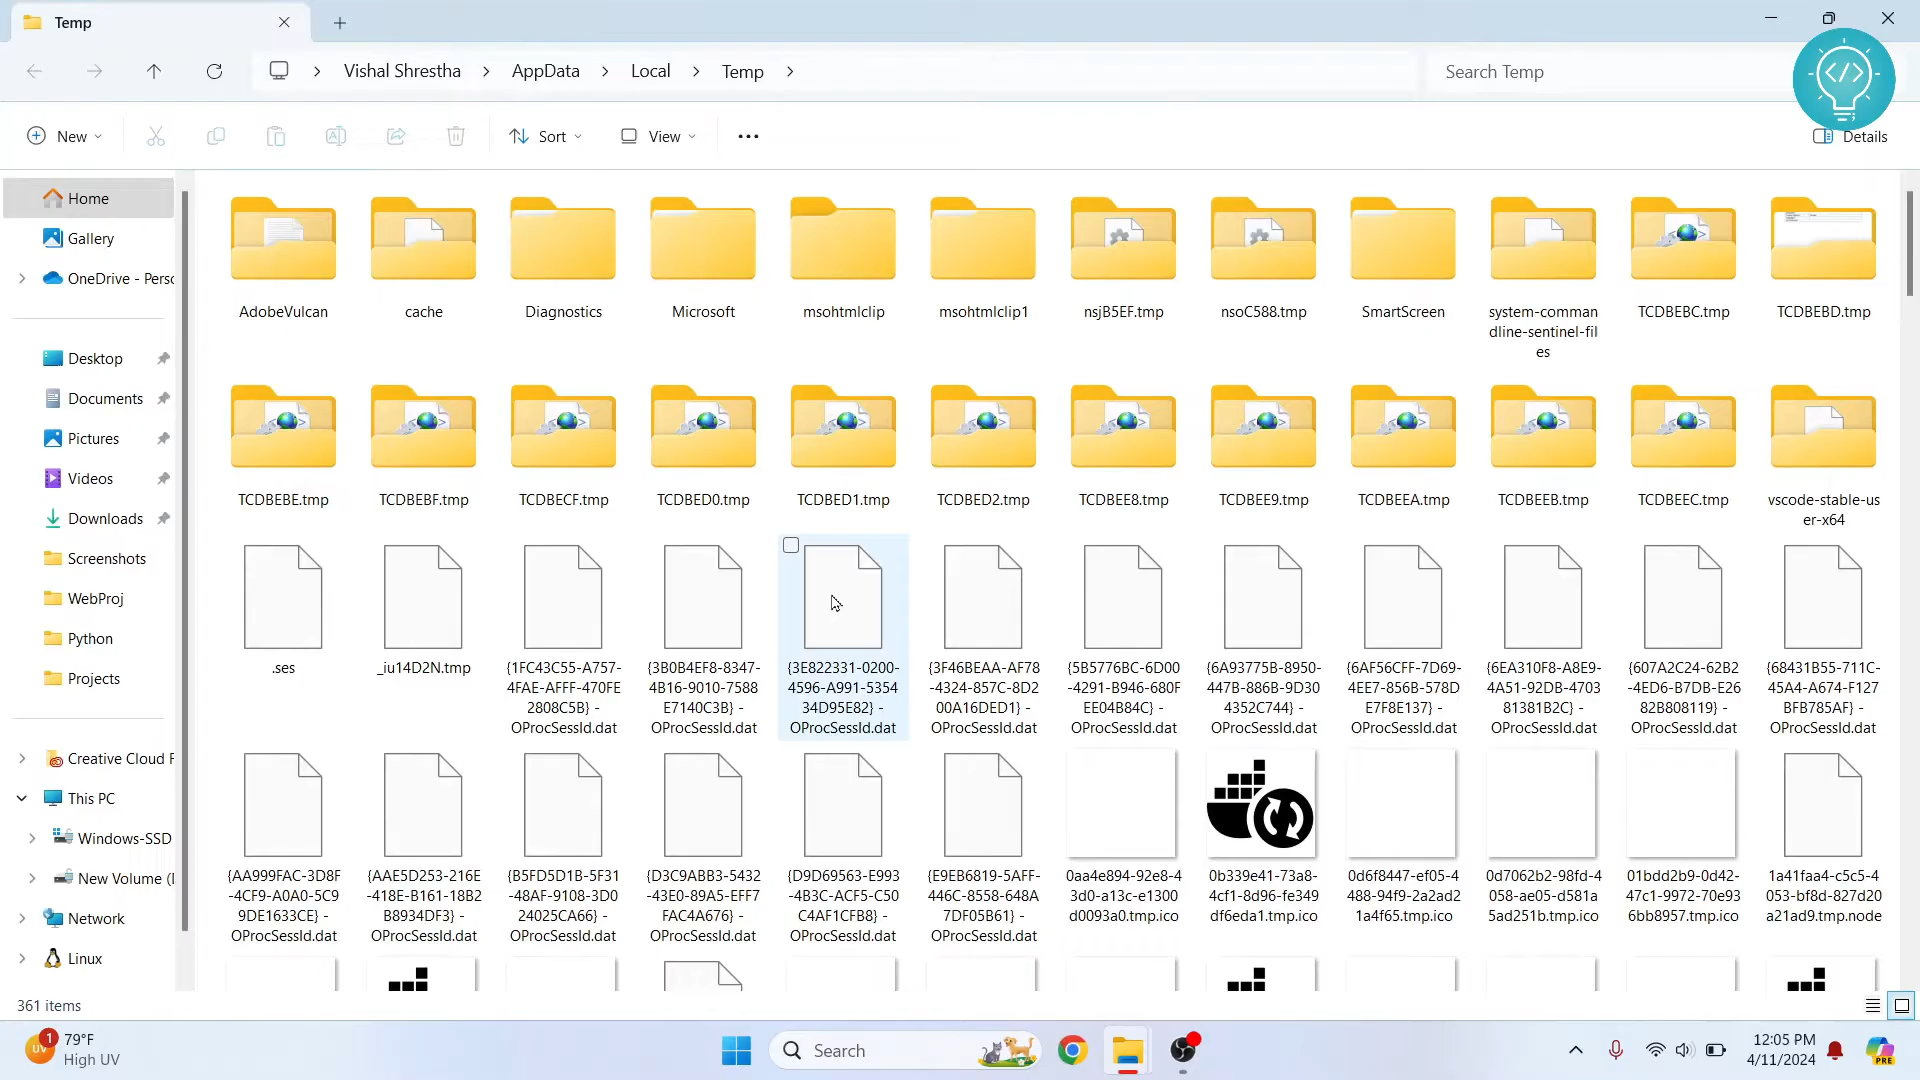 Temp
Vishal Shrestha
AppData
Local
Temp
Search Temp
New
Sort
View
Details
Home
Gallery
OneDrive - Perso
Desktop
Documents
Pictures
Videos
Downloads
Screenshots
WebProj
Python
Projects
Creative Cloud F
This PC
Windows-SSD
New Volume (
Network
Linux
AdobeVulcan
cache
Diagnostics
Microsoft
msohtmlclip
msohtmlclip1
nsjB5EF.tmp
nsoC588.tmp
SmartScreen
system-comman
dline-sentinel-fil
es
TCDBEBC.tmp
TCDBEBD.tmp
TCDBEBE.tmp
TCDBEBF.tmp
TCDBECF.tmp
TCDBED0.tmp
TCDBED1.tmp
TCDBED2.tmp
TCDBEE8.tmp
TCDBEE9.tmp
TCDBEEA.tmp
TCDBEEB.tmp
TCDBEEC.tmp
vscode-stable-us
er-x64
.ses
_iu14D2N.tmp
{1FC43C55-A757-
4FAE-AFFF-470FE
2808C5B} -
OProcSessId.dat
{3B0B4EF8-8347-
4B16-9010-7588
E7140C3B} -
OProcSessId.dat
{3E822331-0200-
4596-A991-5354
34D95E82} -
OProcSessId.dat
{3F46BEAA-AF78
-4324-857C-8D2
00A16DED1} -
OProcSessId.dat
{5B5776BC-6D00
-4291-B946-680F
EE04B84C} -
OProcSessId.dat
{6A93775B-8950-
447B-886B-9D30
4352C744} -
OProcSessId.dat
{6AF56CFF-7D69-
4EE7-856B-578D
E7F8E137} -
OProcSessId.dat
{6EA310F8-A8E9-
4A51-92DB-4703
81381B2C} -
OProcSessId.dat
{607A2C24-62B2
-4ED6-B7DB-E26
82B808119} -
OProcSessId.dat
{68431B55-711C-
45A4-A674-F127
BFB785AF} -
OProcSessId.dat
{AA999FAC-3D8F
-4CF9-A0A0-5C9
9DE1633CE} -
OProcSessId.dat
{AAE5D253-216E
-418E-B161-18B2
B8934DF3} -
OProcSessId.dat
{B5FD5D1B-5F31
-48AF-9108-3D0
24025CA66} -
OProcSessId.dat
{D3C9ABB3-5432
-43E0-89A5-EFF7
FAC4A676} -
OProcSessId.dat
{D9D69563-E993
-4B3C-ACF5-C50
C4AF1CFB8} -
OProcSessId.dat
{E9EB6819-5AFF-
446C-8558-648A
7DF05B61} -
OProcSessId.dat
0aa4e894-92e8-4
3d0-a13c-e1300
d0093a0.tmp.ico
0b339e41-73a8-
4cf1-8d96-fe349
df6eda1.tmp.ico
0d6f8447-ef05-4
488-94f9-2a2ad2
1a4f65.tmp.ico
0d7062b2-98fd-4
058-ae05-d581a
5ad251b.tmp.ico
01bdd2b9-0d42-
47c1-9972-70e93
6bb8957.tmp.ico
1a41faa4-c5c5-4
053-bf8d-827d20
a21ad9.tmp.node
361 items
1
UV
79°F
High UV
Search
12:05 PM
4/11/2024
PRE